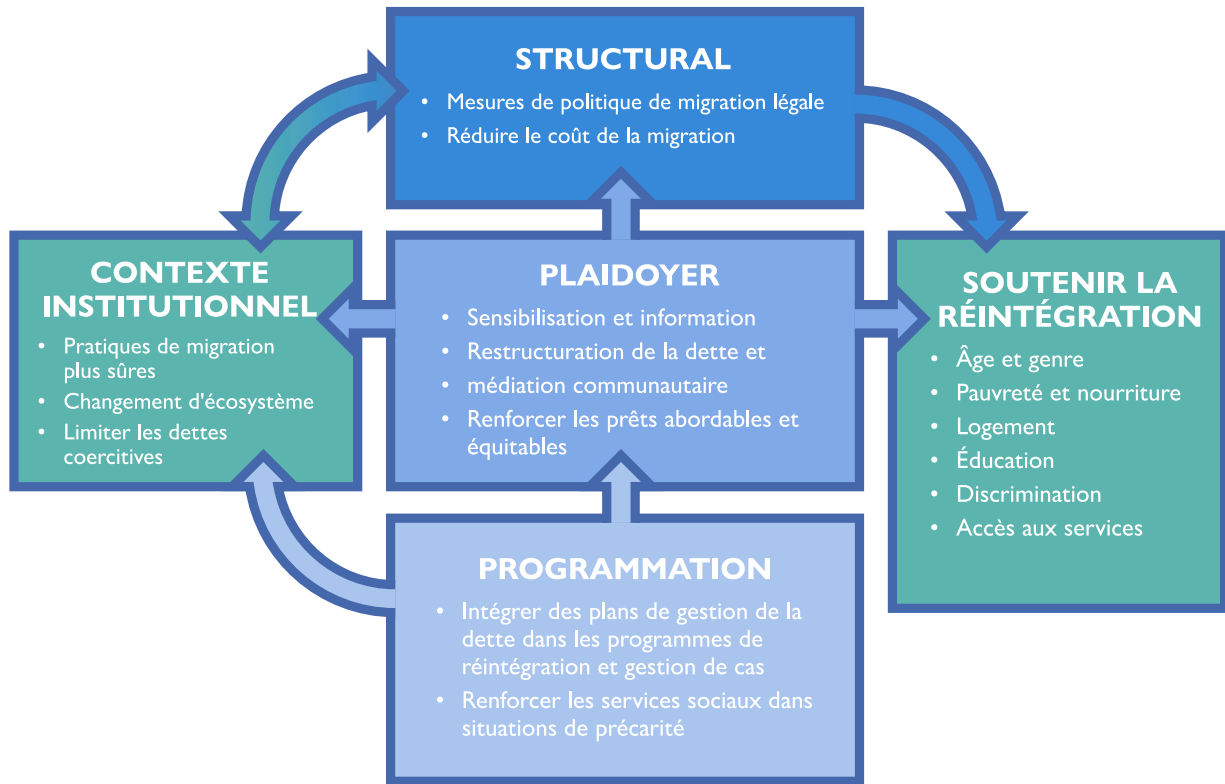 STRUCTURAL
• Mesures de politique de migration légale
• Réduire le coût de la migration
CONTEXTE
INSTITUTIONNEL
• Pratiques de migration
plus sûres
• Changement d'écosystème
• Limiter les dettes
coercitives
PLAIDOYER
• Sensibilisation et information
• Restructuration de la dette et
• médiation communautaire
• Renforcer les prêts abordables et
équitables
SOUTENIR LA
RÉINTÉGRATION
• Âge et genre
• Pauvreté et nourriture
• Logement
• Éducation
• Discrimination
• Accès aux services
PROGRAMMATION
• Intégrer des plans de gestion de la
dette dans les programmes de
réintégration et gestion de cas
• Renforcer les services sociaux dans
situations de précarité